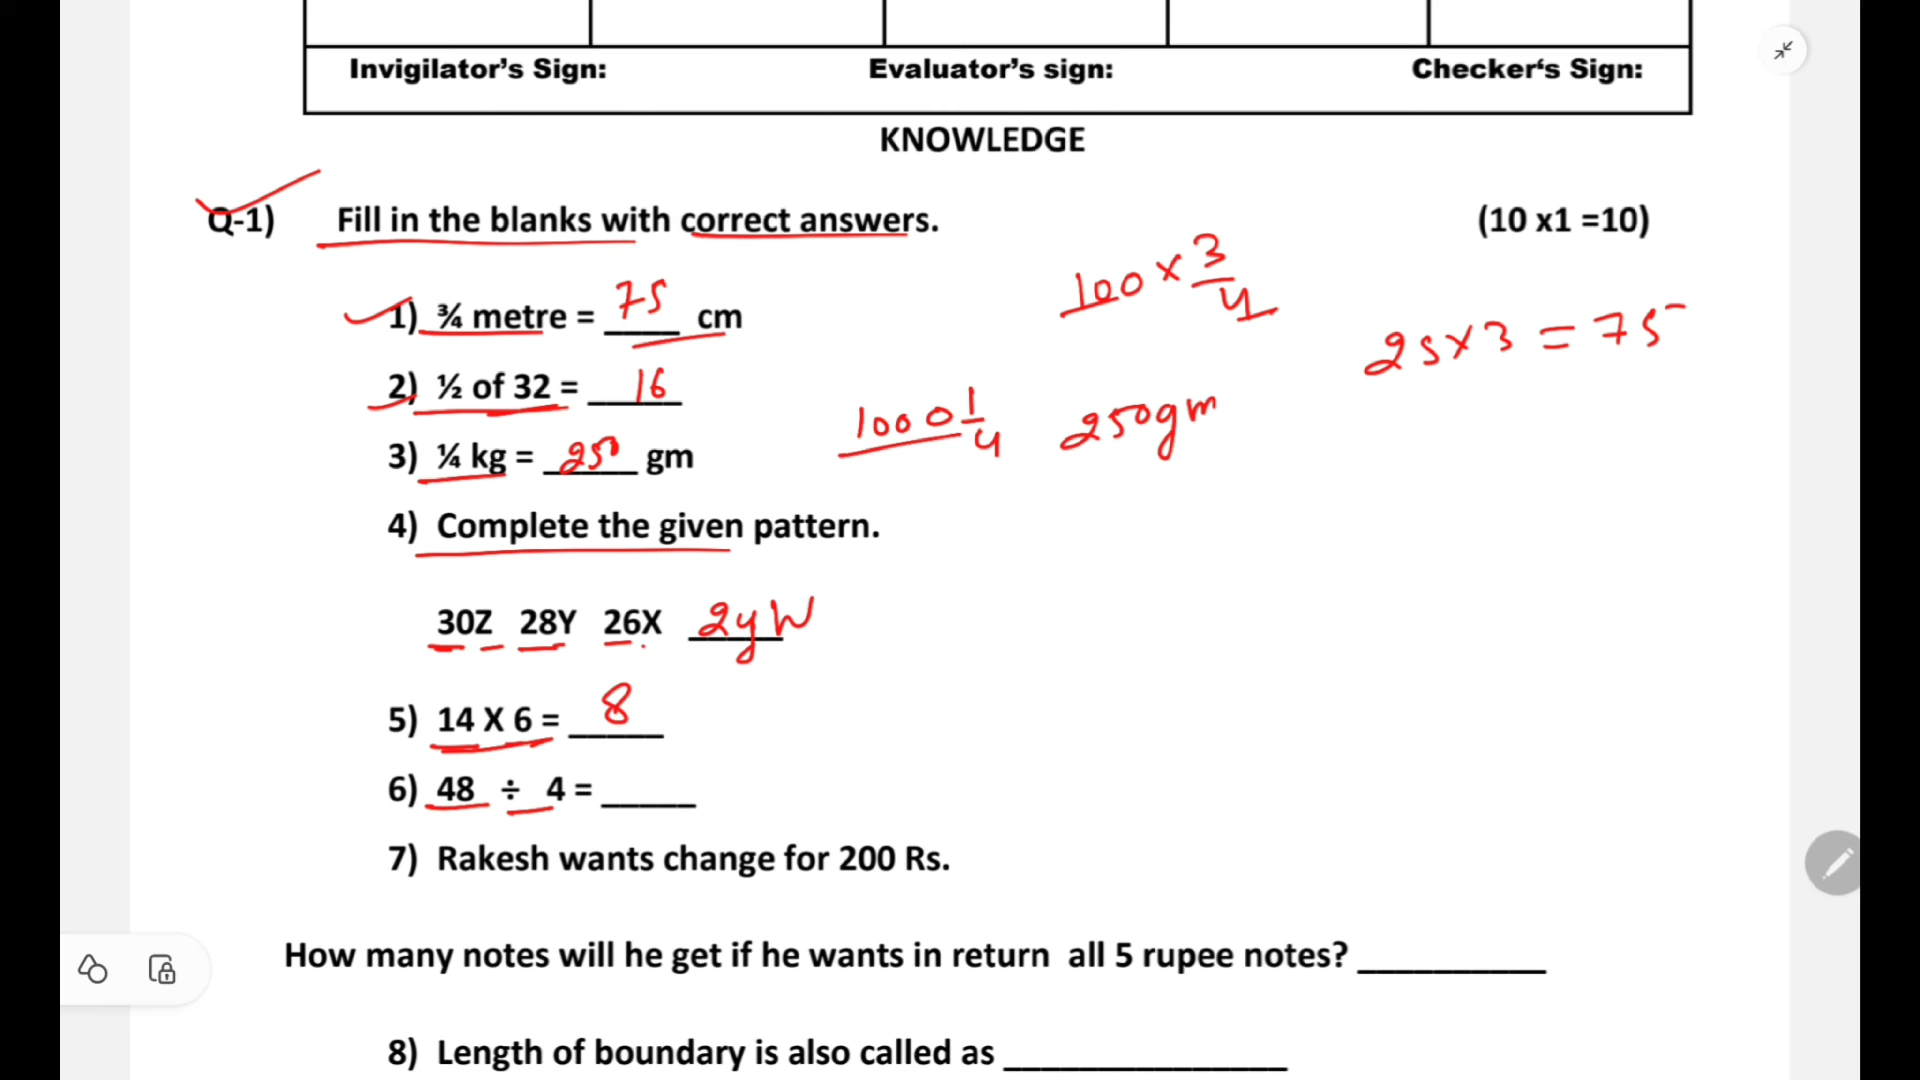 Invigilator's Sign: Evaluator's sign: Checker‘s Sign:
KNOWLEDGE
Q-1) Fill in the blanks with correct answers. (10 x1 =10)
100 x 3/4
1) ¾ metre = 75 cm
25x3 = 75
2) ½ of 32 = 16
1000 1/4 250gm
3) ¼ kg = 250 gm
4) Complete the given pattern.
30Z 28Y 26X 24W
5) 14 X 6 = 8
6) 48 ÷ 4 = _____
7) Rakesh wants change for 200 Rs.
How many notes will he get if he wants in return all 5 rupee notes? __________
8) Length of boundary is also called as _______________